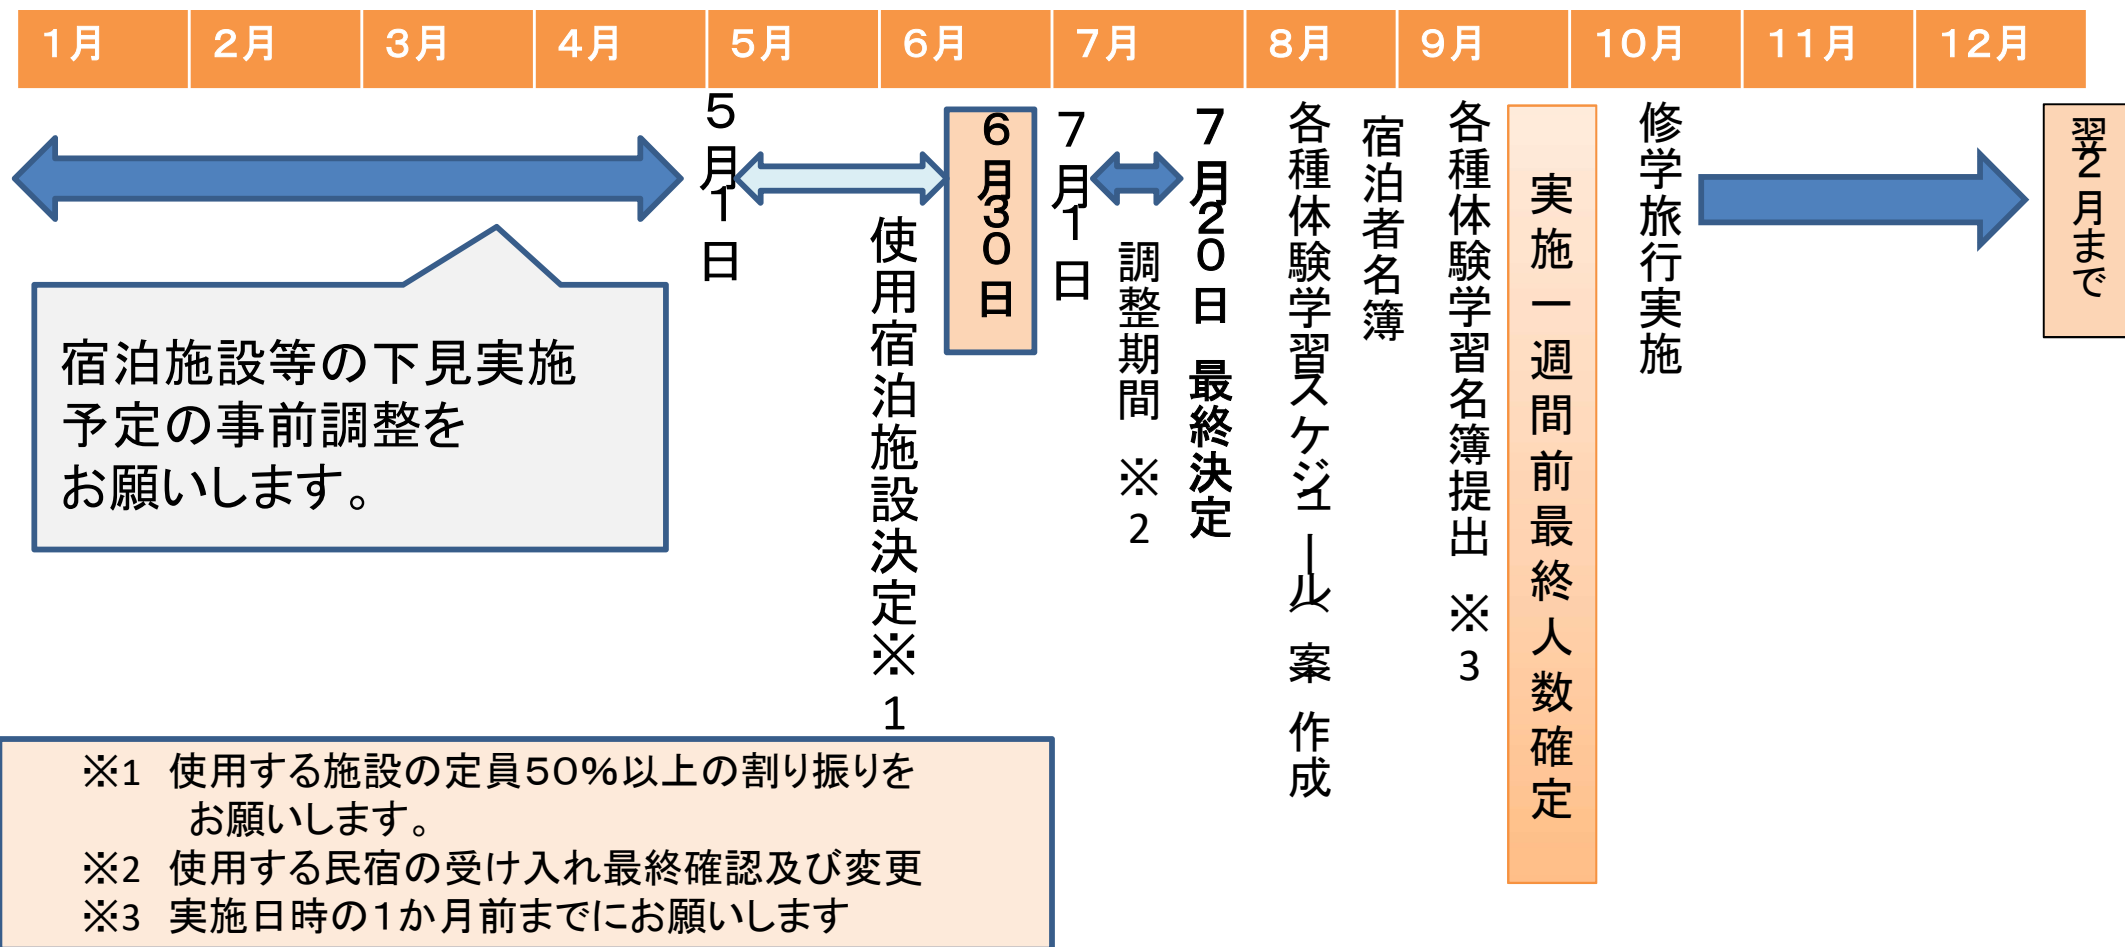 1月
2月
3月
4月
5月
6月
7月
8月
9月
10月
11月
12月
5月1日
使用宿泊施設決定※1
6月30日
7月1日
調整期間 ※2
7月20日 最終決定
各種体験学習スケジュール(案 作成
宿泊者名簿
各種体験学習名簿提出 ※3
実施一週間前最終人数確定
修学旅行実施
翌2月まで
宿泊施設等の下見実施
予定の事前調整を
お願いします。
※1 使用する施設の定員50%以上の割り振りを
お願いします。
※2 使用する民宿の受け入れ最終確認及び変更
※3 実施日時の1か月前までにお願いします